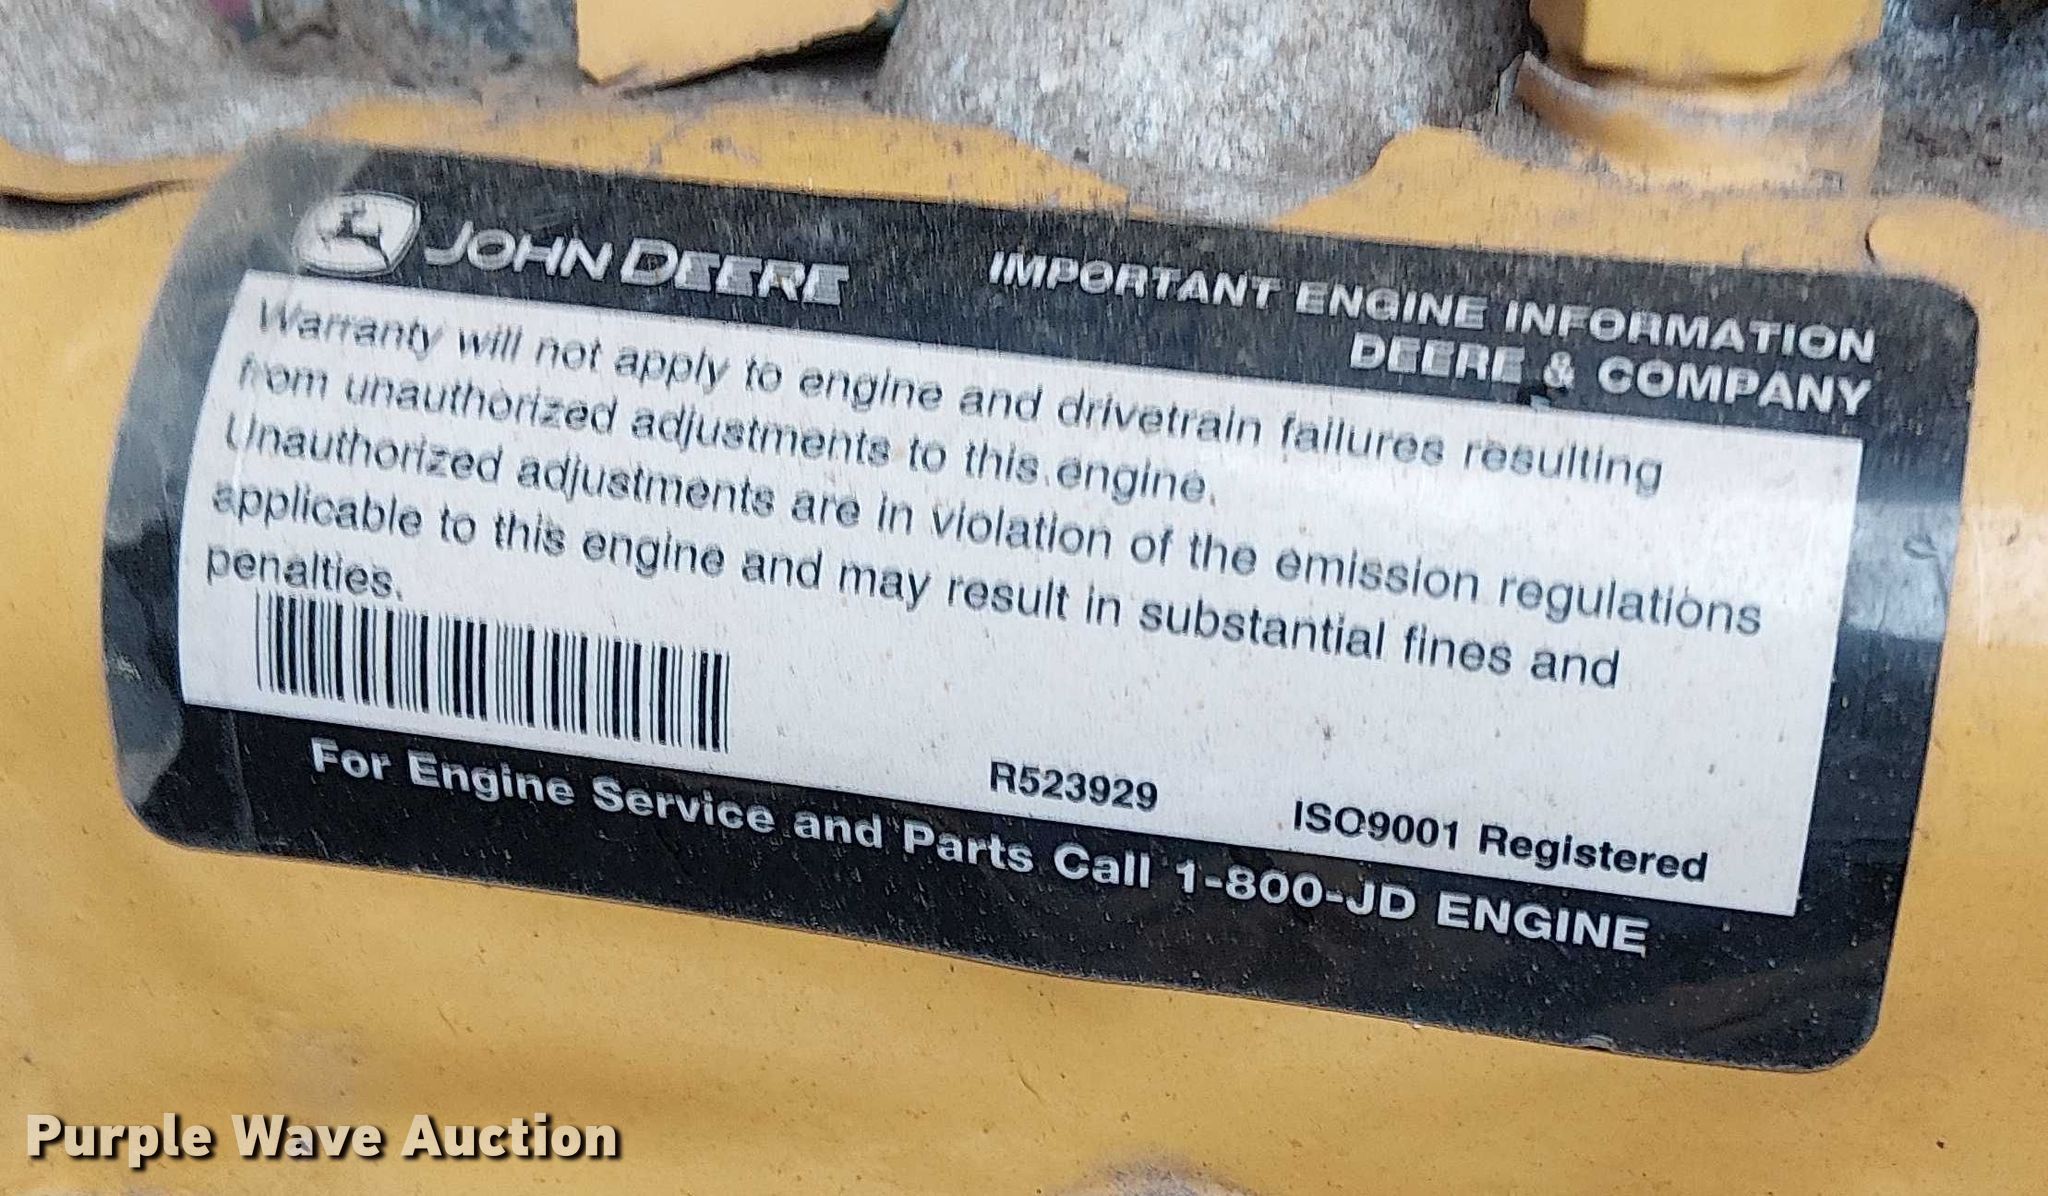 JOHN DEERE
IMPORTANT ENGINE INFORMATION
DEERE & COMPANY
Warranty will not apply to engine and drivetrain failures resulting
from unauthorized adjustments to this engine.
Unauthorized adjustments are in violation of the emission regulations
applicable to this engine and may result in substantial fines and
penalties.
R523929
ISO9001 Registered
For Engine Service and Parts Call 1-800-JD ENGINE
Purple Wave Auction